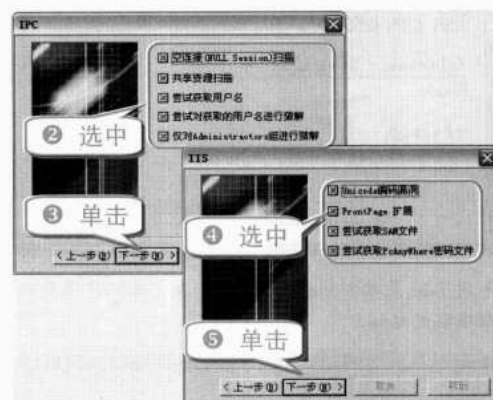 IPC
空连接(NULL Session)扫描
共享资源扫描
尝试获取用户名
尝试对获取的用户名进行猜解
仅对Administrators组进行猜解
❷ 选中
❸ 单击
<上一步(B) 下一步(N) >
IIS
Unicode编码漏洞
FrontPage 扩展
尝试获取SAM文件
尝试获取PcAnyWhere密码文件
❹ 选中
❺ 单击
<上一步(B) 下一步(N) >